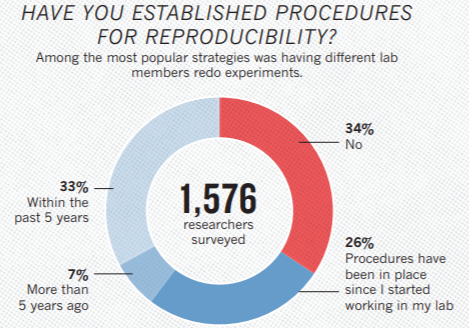 HAVE YOU ESTABLISHED PROCEDURES
FOR REPRODUCIBILITY?
Among the most popular strategies was having different lab
members redo experiments.
34%
No
33%
Within the
past 5 years
1,576
researchers
surveyed
26%
Procedures have
been in place
since I started
working in my lab
7%
More than
5 years ago